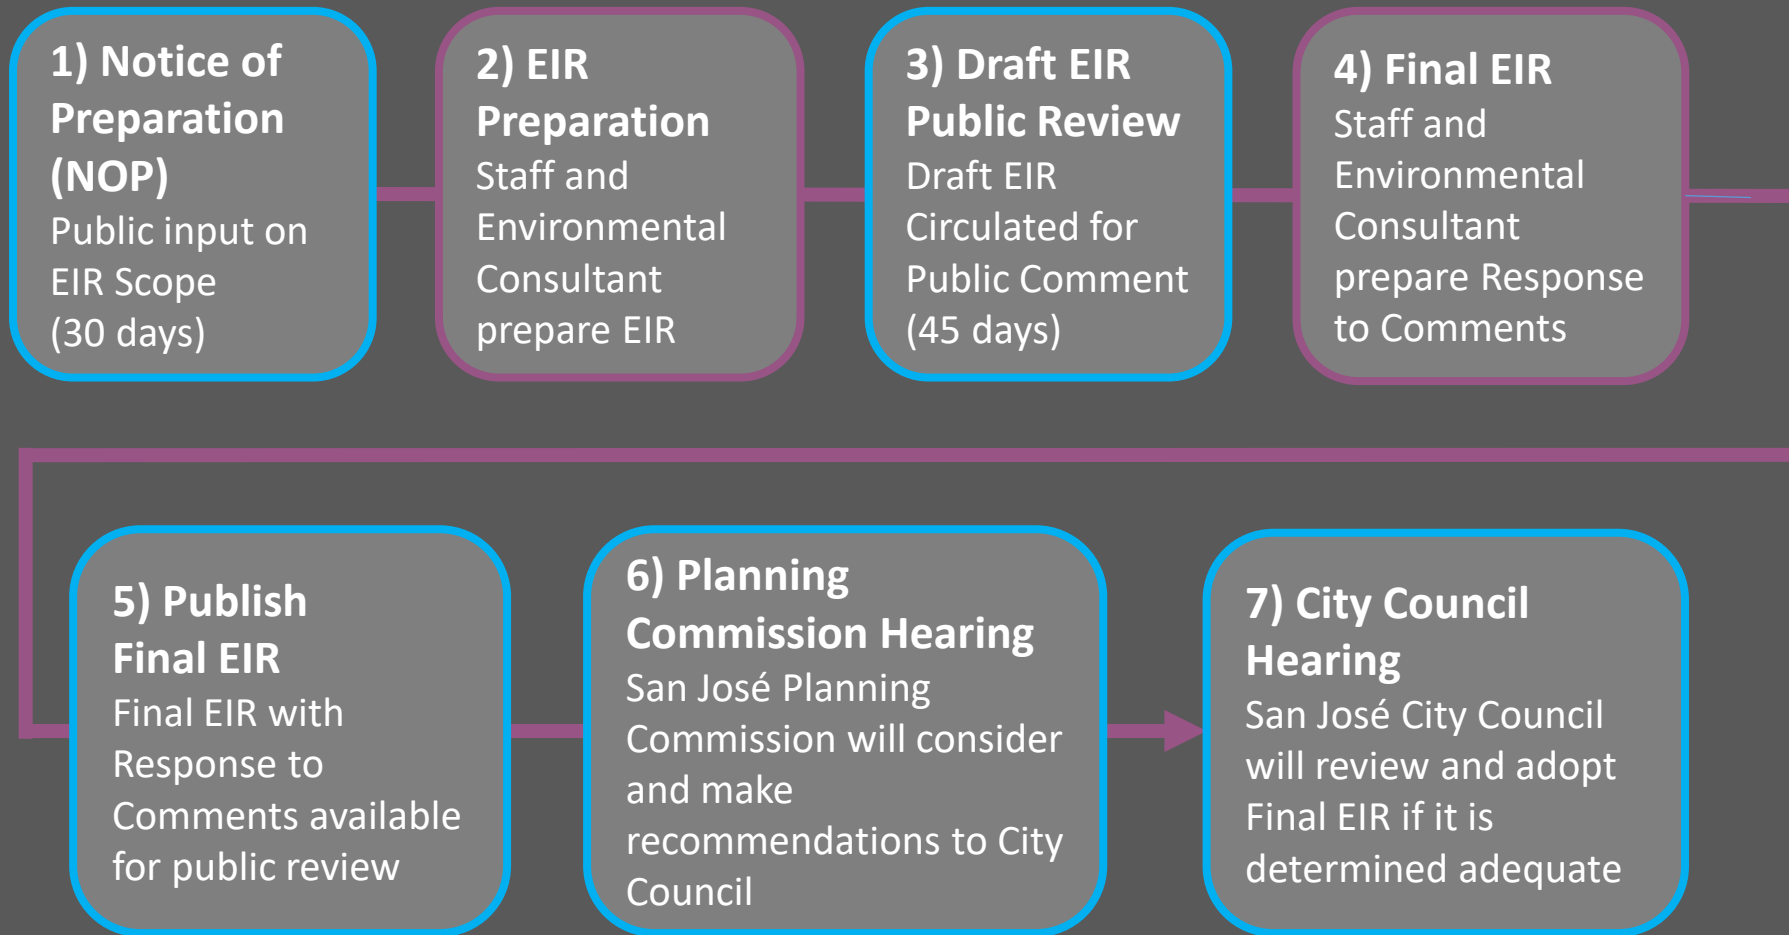 1) Notice of
Preparation
(NOP)
Public input on
EIR Scope
(30 days)
2) EIR
Preparation
Staff and
Environmental
Consultant
prepare EIR
3) Draft EIR
Public Review
Draft EIR
Circulated for
Public Comment
(45 days)
4) Final EIR
Staff and
Environmental
Consultant
prepare Response
to Comments
5) Publish
Final EIR
Final EIR with
Response to
Comments available
for public review
6) Planning
Commission Hearing
San José Planning
Commission will consider
and make
recommendations to City
Council
7) City Council
Hearing
San José City Council
will review and adopt
Final EIR if it is
determined adequate